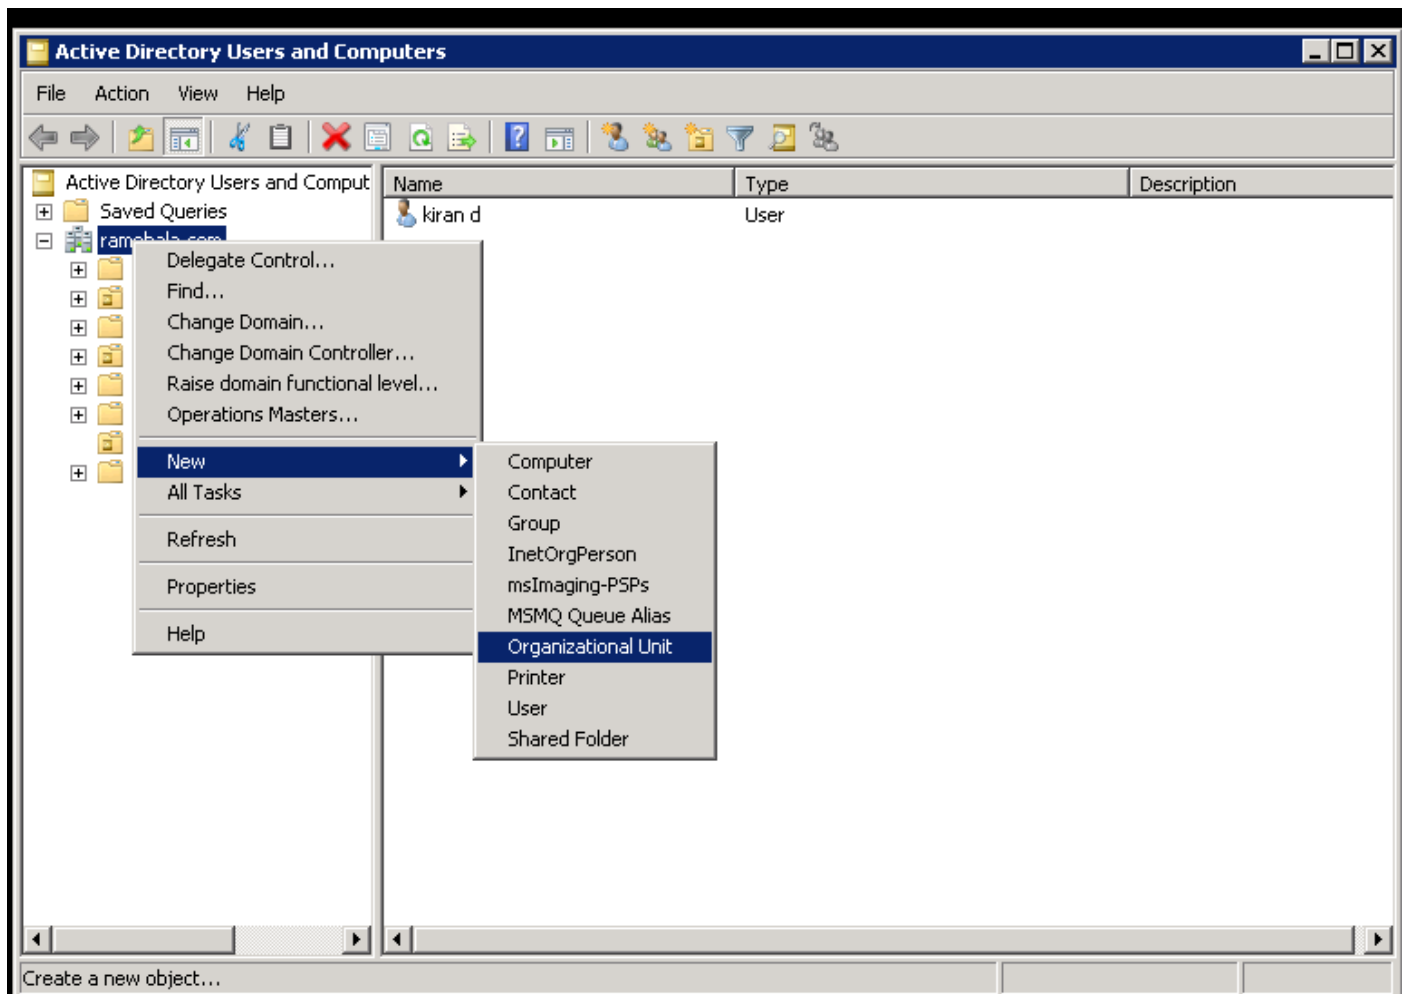 Active Directory Users and Computers
File Action View Help
Active Directory Users and Comput
Name Type Description
Saved Queries
kiran d User
Delegate Control...
Find...
Change Domain...
Change Domain Controller...
Raise domain functional level...
Operations Masters...
New
All Tasks
Refresh
Properties
Help
Computer
Contact
Group
InetOrgPerson
msImaging-PSPs
MSMQ Queue Alias
Organizational Unit
Printer
User
Shared Folder
Create a new object...